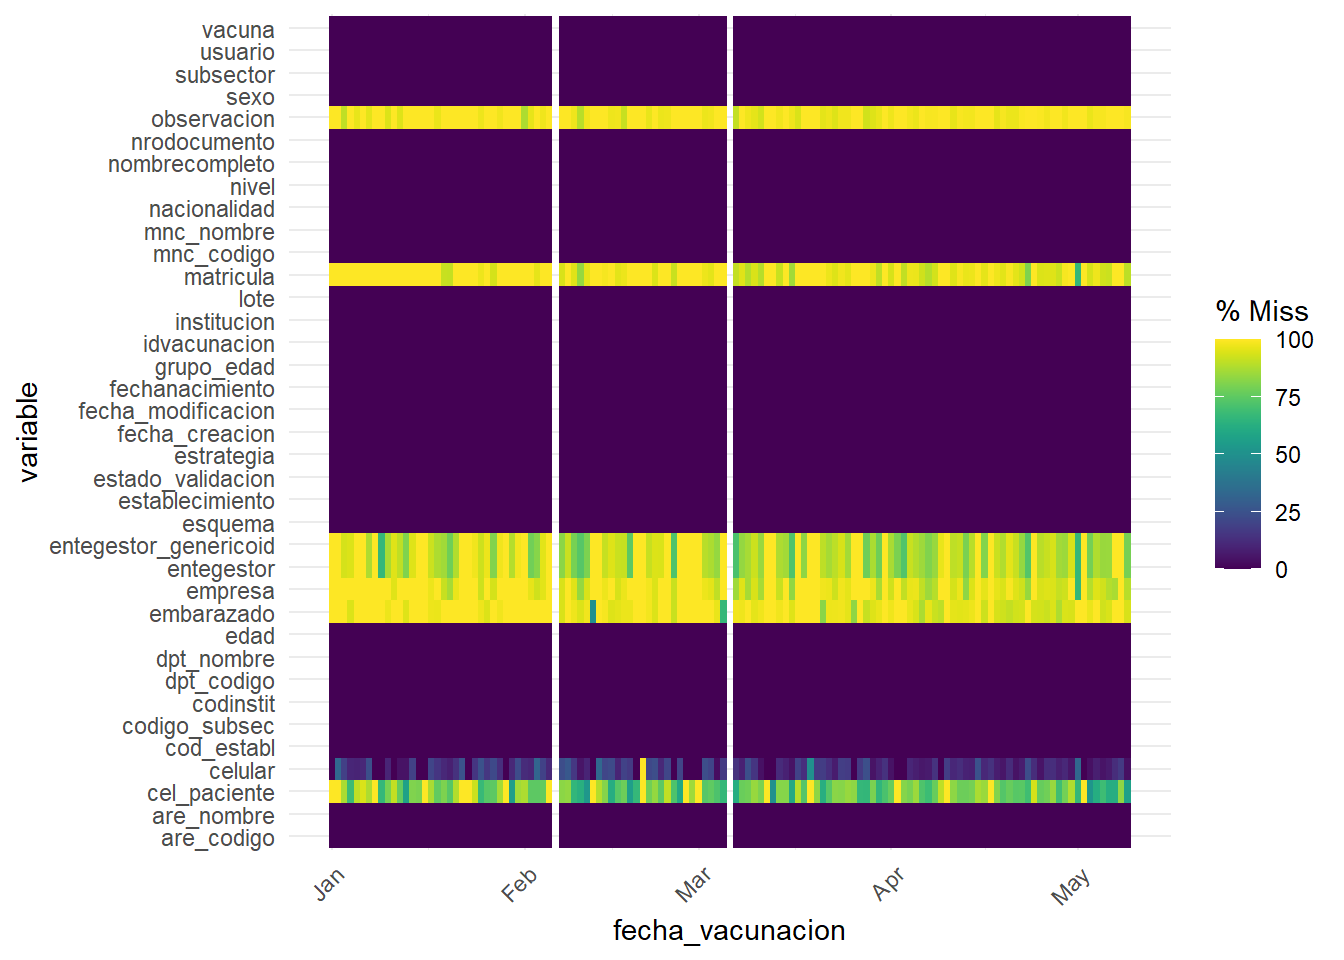 vacuna
usuario
subsector
sexo
observacion
nrodocumento
nombrecompleto
nivel
nacionalidad
mnc_nombre
mnc_codigo
matricula
lote
institucion
idvacunacion
grupo_edad
fechanacimiento
fecha_modificacion
fecha_creacion
estrategia
estado_validacion
establecimiento
esquema
entegestor_genericoid
entegestor
empresa
embarazado
edad
dpt_nombre
dpt_codigo
codinstit
codigo_subsec
cod_establ
celular
cel_paciente
are_nombre
are_codigo
variable
Jan
Feb
Mar
Apr
May
fecha_vacunacion
% Miss
100
75
50
25
0